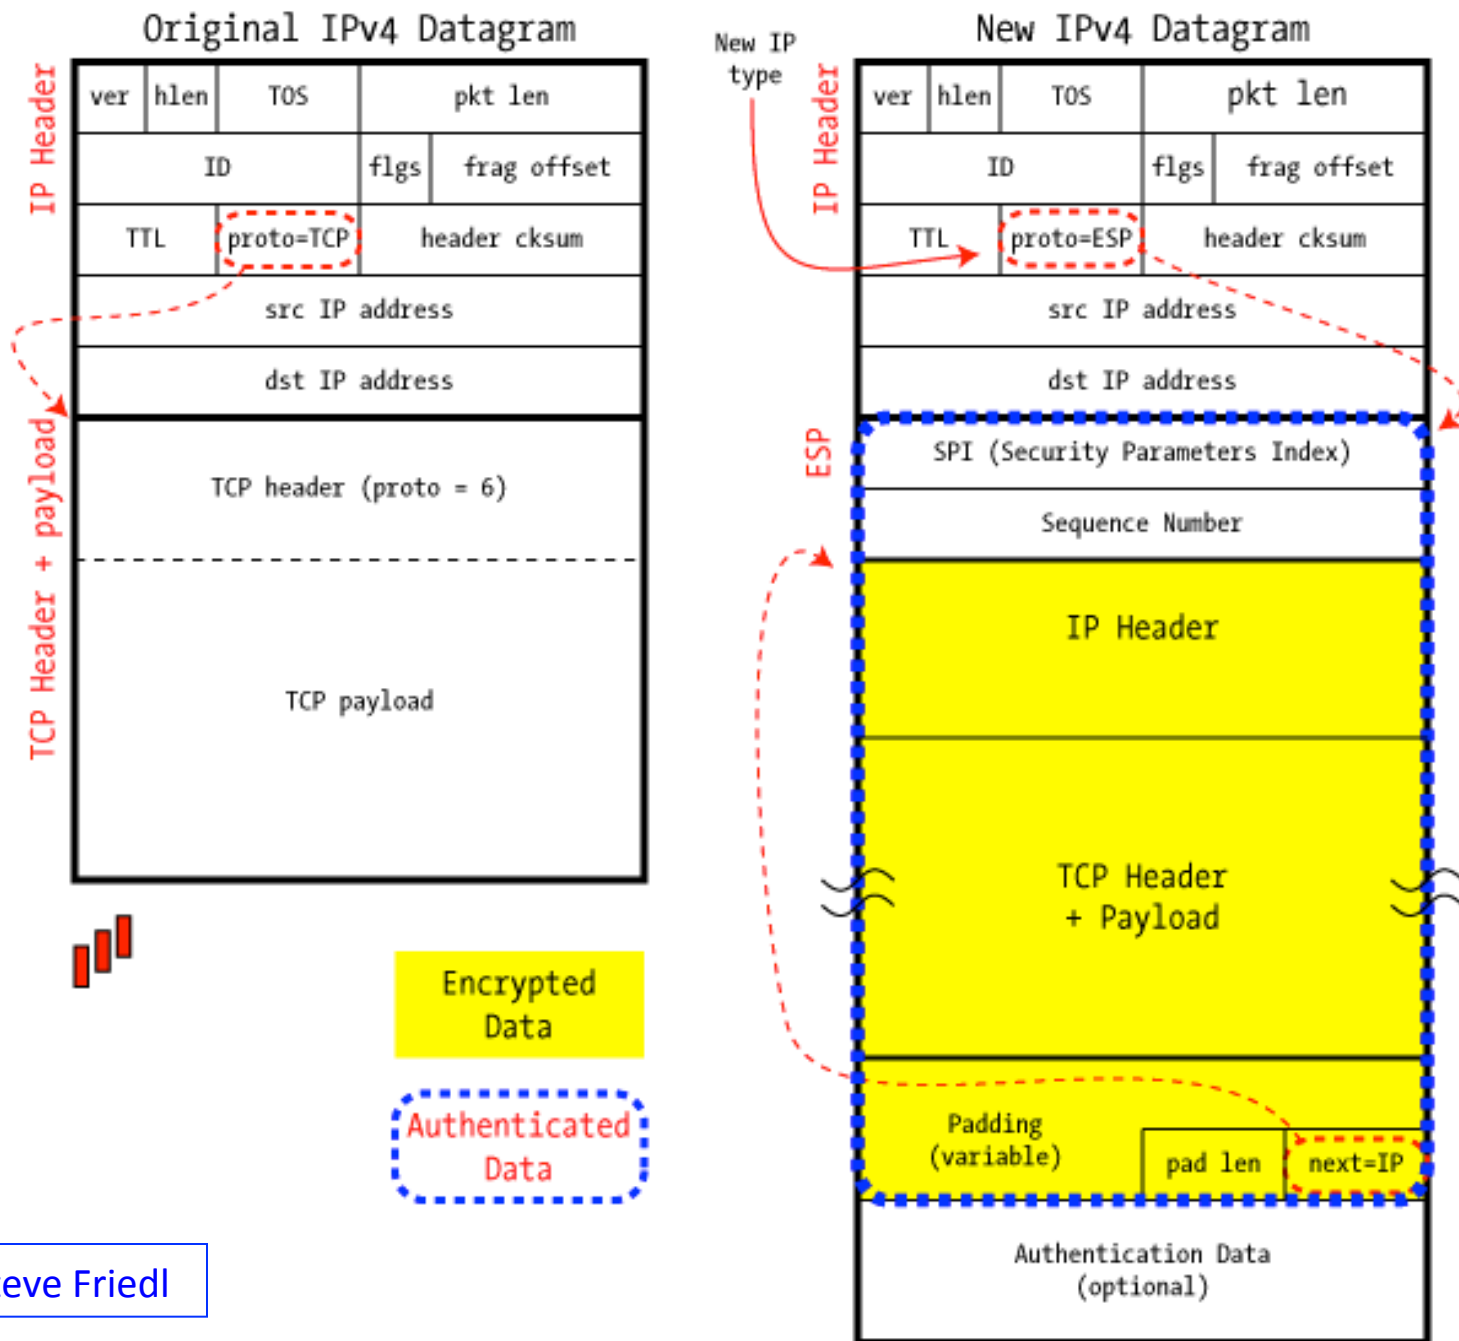 Original IPv4 Datagram
IP Header
ver hlen TOS pkt len
ID flgs frag offset
TTL proto=TCP header cksum
src IP address
dst IP address
TCP Header + payload
TCP header (proto = 6)
TCP payload
Encrypted
Data
Authenticated
Data
eve Friedl
New IP
type
New IPv4 Datagram
IP Header
ver hlen TOS pkt len
ID flgs frag offset
TTL proto=ESP header cksum
src IP address
dst IP address
ESP
SPI (Security Parameters Index)
Sequence Number
IP Header
TCP Header
+ Payload
Padding
(variable)
pad len next=IP
Authentication Data
(optional)